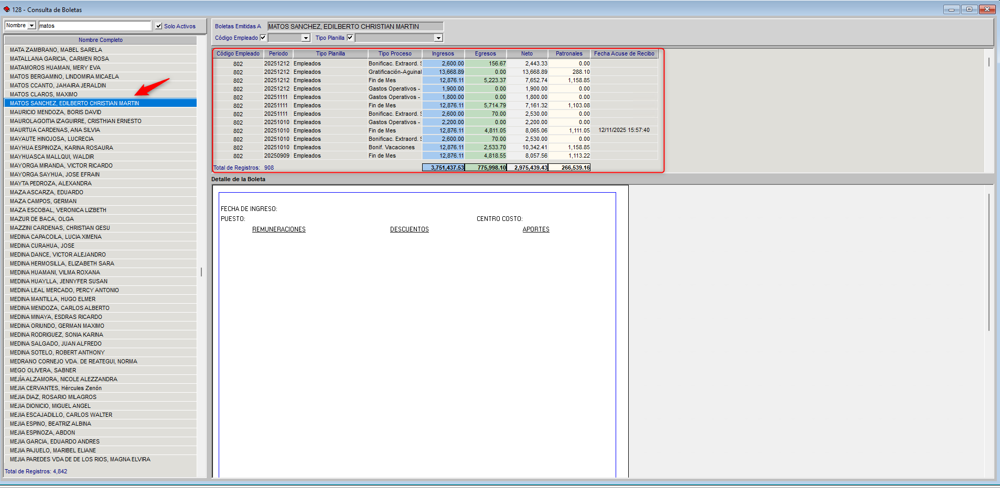 128 - Consulta de Boletas
Nombre matos Solo Activos
Nombre Completo
MATA ZAMBRANO, MABEL SARELA
MATALLANA GARICIA, CARMEN ROSA
MATAMOROS HUAMAN, MERY EVA
MATOS BERGAMINO, LINDOMIRA MICAELA
MATOS CCANTO, JAHAIRA JERALDIN
MATOS CLAROS, MAXIMO
MATOS SANCHEZ, EDILBERTO CHRISTIAN MARTIN
MAURICIO MENDOZA, BORIS DAVID
MAUROLAGOITIA IZAGUIRRE, CRISTHIAN ERNESTO
MAURTUA CARDENAS, ANA SILVIA
MAYAUTE HINOJOSA, LUCRECIA
MAYHUA ESPINOZA, KARINA ROSAURA
MAYHUASCA MALLQUI, WALDIR
MAYORGA MIRANDA, VICTOR RICARDO
MAYORGA SAYHUA, JOSE EFRAIN
MAYTA PEDROZA, ALEXANDRA
MAZA ASCARZA, EDUARDO
MAZA CAMPOS, GERMAN
MAZA ESCOBAL, VERONICA LIZBETH
MAZUR DE BACA, OLGA
MAZZINI CARDENAS, CHRISTIAN GESU
MEDINA CAPACOILA, LUCIA XIMENA
MEDINA CURAHUA, JOSE
MEDINA DANCE, VICTOR ALEJANDRO
MEDINA HERMOSILLA, ELIZABETH SARA
MEDINA HUAMANI, VILMA ROXANA
MEDINA HUAYLLA, JENNYFER SUSAN
MEDINA LEAL MERCADO, PERCY ANTONIO
MEDINA MANTILLA, HUGO ELMER
MEDINA MENDOZA, CARLOS ALBERTO
MEDINA MINAYA, ESDRAS RICARDO
MEDINA ORIUNDO, GERMAN MAXIMO
MEDINA RODRIGUEZ, SONIA KARINA
MEDINA SALGADO, JUAN ALFREDO
MEDINA SOTELO, ROBERT ANTHONY
MEDRANO CORNEJO VDA. DE REATEGUI, NORMA
MEGO OLIVERA, SABNER
MEJÌA ALZAMORA, NICOLE ALEZZANDRA
MEJIA CERVANTES, Hércules Zenón
MEJIA DIAZ, ROSARIO MILAGROS
MEJIA DIONICIO, MIGUEL ANGEL
MEJIA ESCAJADILLO, CARLOS WALTER
MEJIA ESPINO, BEATRIZ ALBINA
MEJIA ESPINOZA, ABDON
MEJIA GARCIA, EDUARDO ANDRES
MEJIA PAJUELO, MARIBEL ELIANE
MEJIA PAREDES VDA DE DE LOS RIOS, MAGNA ELVIRA
Total de Registros: 4,842
Boletas Emitidas A MATOS SANCHEZ, EDILBERTO CHRISTIAN MARTIN
Código Empleado Tipo Planilla
Código Empleado Periodo Tipo Planilla Tipo Proceso Ingresos Egresos Neto Patronales Fecha Acuse de Recibo
802 20251212 Empleados Bonificac. Extraord. S 2,600.00 156.67 2,443.33 0.00
802 20251212 Empleados Gratificación-Aguinal 13,668.89 0.00 13,668.89 288.10
802 20251212 Empleados Fin de Mes 12,876.11 5,223.37 7,652.74 1,158.85
802 20251212 Empleados Gastos Operativos - 1,900.00 0.00 1,900.00 0.00
802 20251111 Empleados Gastos Operativos - 1,800.00 0.00 1,800.00 0.00
802 20251111 Empleados Fin de Mes 12,876.11 5,714.79 7,161.32 1,103.08
802 20251111 Empleados Bonificac. Extraord. S 2,600.00 70.00 2,530.00 0.00
802 20251010 Empleados Gastos Operativos - 2,200.00 0.00 2,200.00 0.00
802 20251010 Empleados Fin de Mes 12,876.11 4,811.05 8,065.06 1,111.05 12/11/2025 15:57:40
802 20251010 Empleados Bonificac. Extraord. S 2,600.00 70.00 2,530.00 0.00
802 20251010 Empleados Bonif. Vacaciones 12,876.11 2,533.70 10,342.41 1,158.85
802 20250909 Empleados Fin de Mes 12,876.11 4,818.55 8,057.56 1,113.22
Total de Registros: 908 3,751,437.53 775,998.10 2,975,439.43 266,539.16
Detalle de la Boleta
FECHA DE INGRESO:
PUESTO: CENTRO COSTO:
REMUNERACIONES DESCUENTOS APORTES